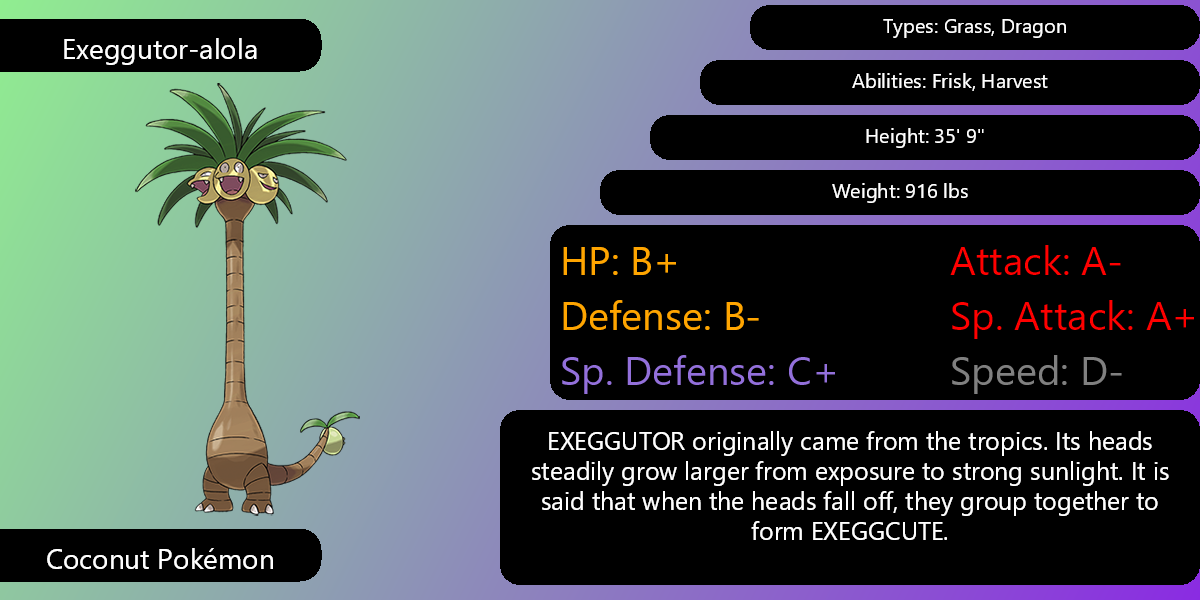 Exeggutor-alola
Types: Grass, Dragon
Abilities: Frisk, Harvest
Height: 35' 9"
Weight: 916 lbs
HP: B+
Attack: A-
Defense: B-
Sp. Attack: A+
Sp. Defense: C+
Speed: D-
EXEGGUTOR originally came from the tropics. Its heads
steadily grow larger from exposure to strong sunlight. It is
said that when the heads fall off, they group together to
form EXEGGCUTE.
Coconut Pokémon